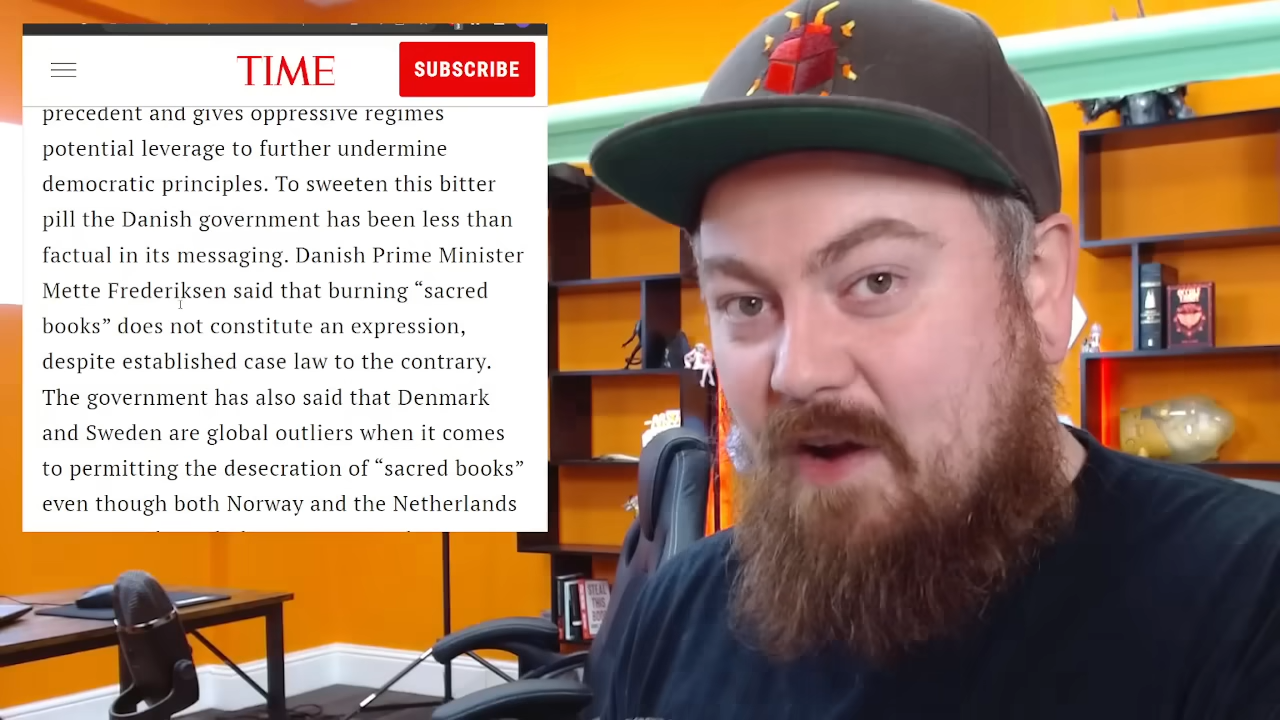 TIME
SUBSCRIBE
precedent and gives oppressive regimes
potential leverage to further undermine
democratic principles. To sweeten this bitter
pill the Danish government has been less than
factual in its messaging. Danish Prime Minister
Mette Frederiksen said that burning “sacred
books” does not constitute an expression,
despite established case law to the contrary.
The government has also said that Denmark
and Sweden are global outliers when it comes
to permitting the desecration of “sacred books”
even though both Norway and the Netherlands
STEAL
THIS